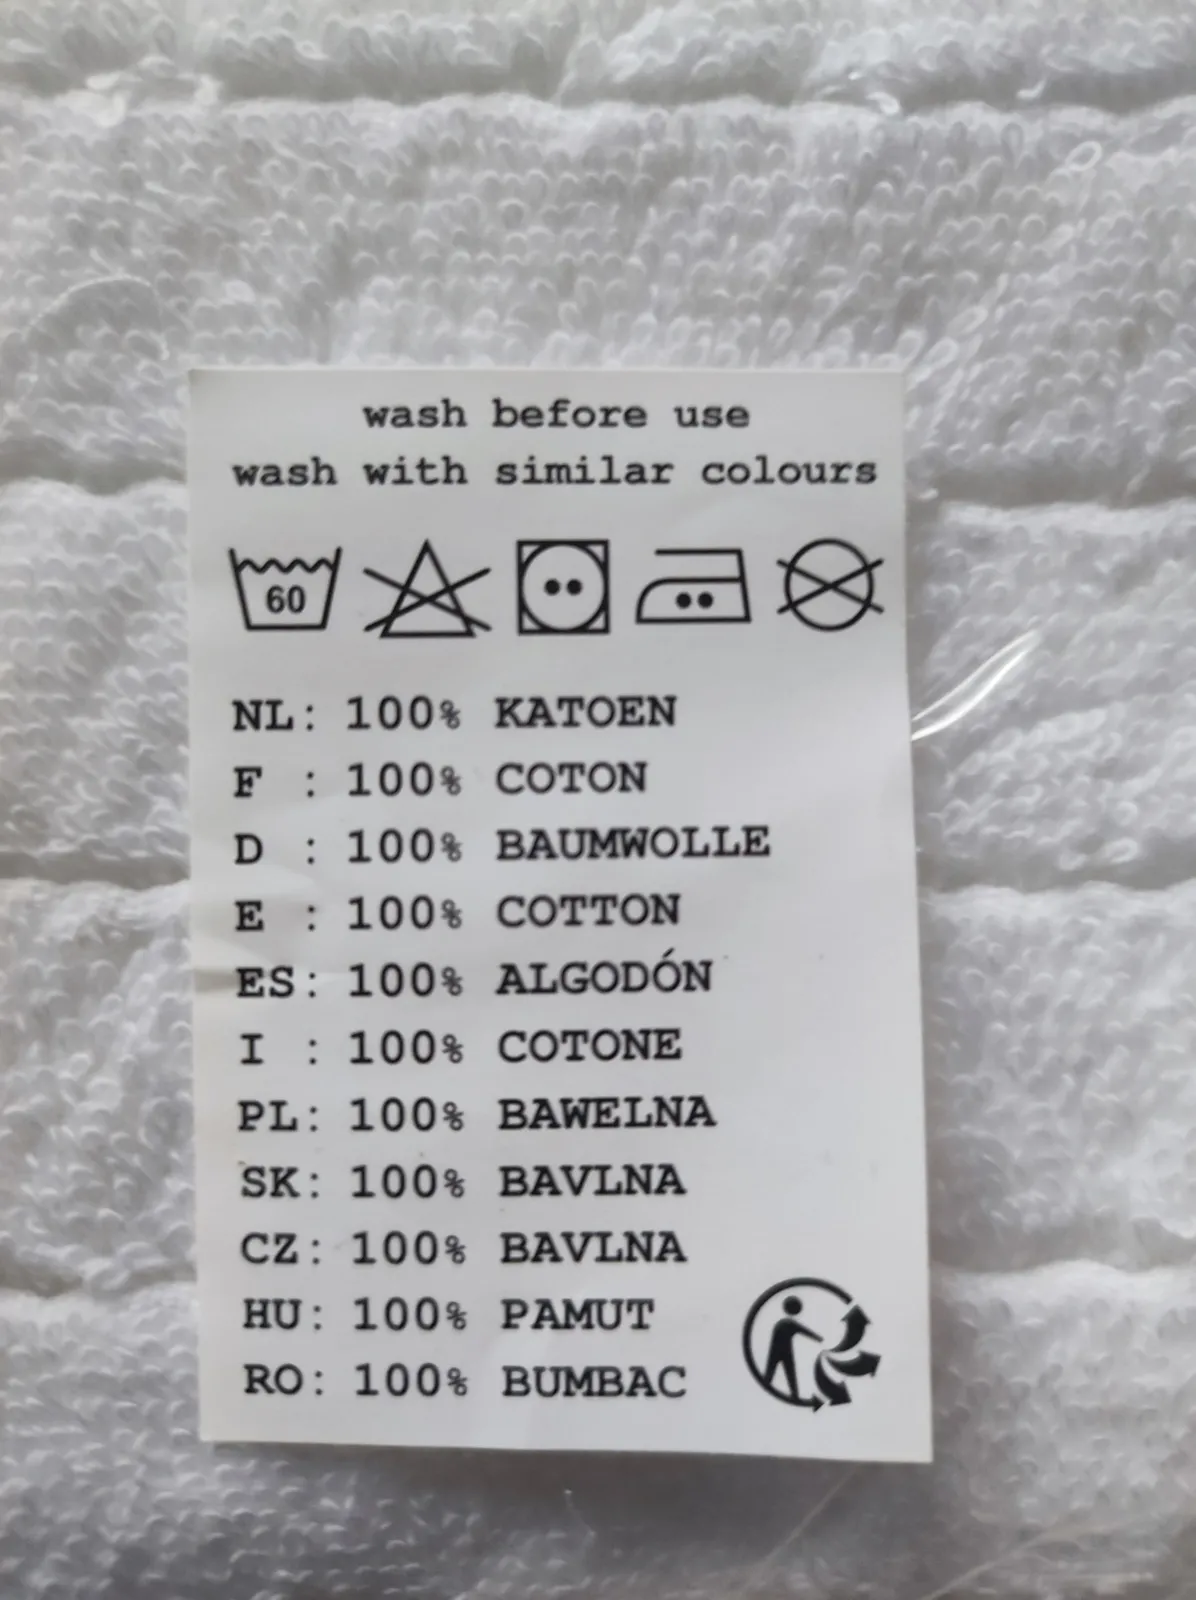 wash before use
wash with similar colours
60
NL: 100% KATOEN
F : 100% COTON
D : 100% BAUMWOLLE
E : 100% COTTON
ES: 100% ALGODÓN
I : 100% COTONE
PL: 100% BAWELNA
SK: 100% BAVLNA
CZ: 100% BAVLNA
HU: 100% PAMUT
RO: 100% BUMBAC